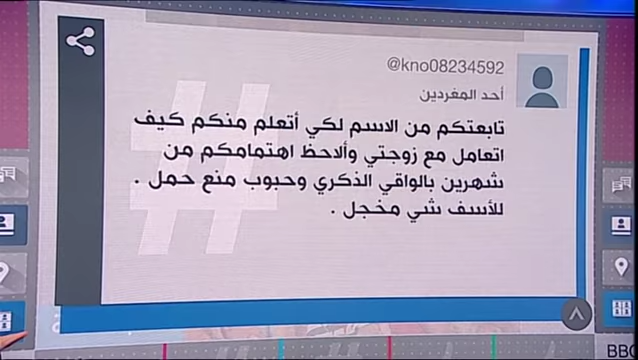 @kno08234592
أحد المغردين
تابعتكم من الاسم لكي أتعلم منكم كيف
اتعامل مع زوجتي وألاحظ اهتمامكم من
شهرين بالواقي الذكري وحبوب منع حمل .
للأسف شي مخجل .
BBC